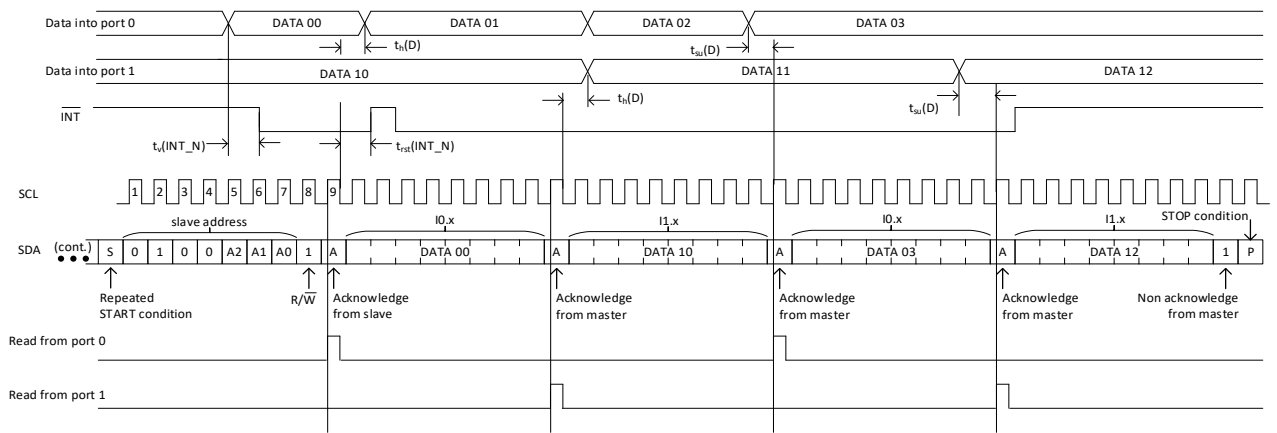 Data into port 0 DATA 00 DATA 01 DATA 02 DATA 03
th(D) tsu(D)
Data into port 1 DATA 10 DATA 11 DATA 12
th(D) tsu(D)
INT
tv(INT_N) trst(INT_N)
SCL 1 2 3 4 5 6 7 8 9
slave address I0.x I1.x I0.x I1.x STOP condition
SDA (cont.) S 0 1 0 0 A2 A1 A0 1 A DATA 00 A DATA 10 A DATA 03 A DATA 12 1 P
Repeated START condition
R/W
Acknowledge from slave
Acknowledge from master
Acknowledge from master
Acknowledge from master
Non acknowledge from master
Read from port 0
Read from port 1